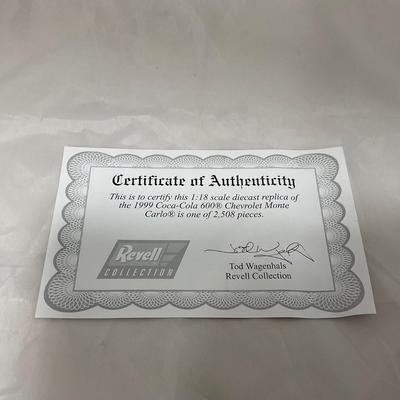 Certificate of Authenticity
This is to certify this 1:18 scale diecast replica of
the 1999 Coca-Cola 600® Chevrolet Monte
Carlo® is one of 2,508 pieces.
Revell
COLLECTION
Tod Wagenhals
Revell Collection